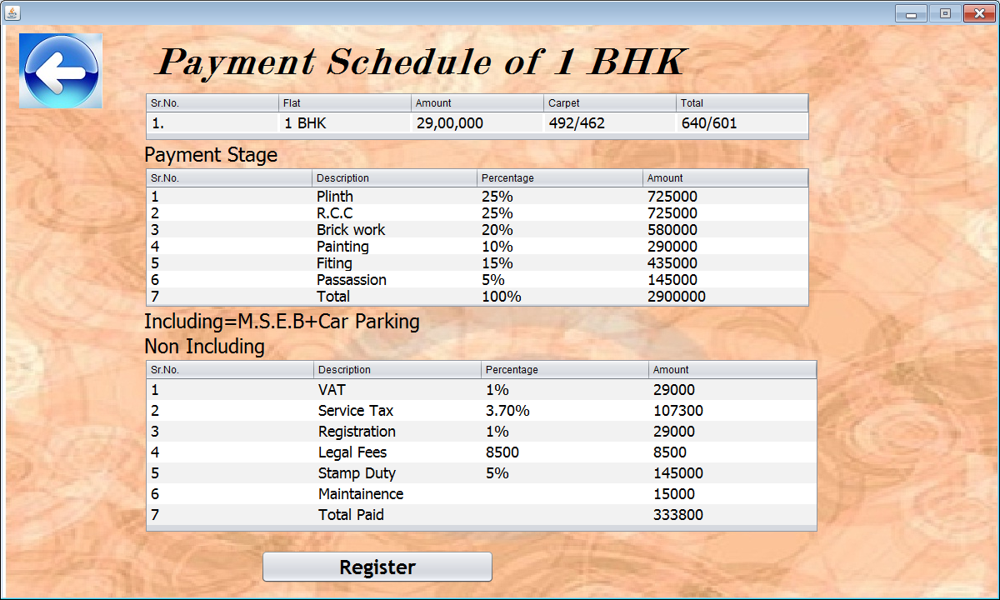 Payment Schedule of 1 BHK
Sr.No. Flat Amount Carpet Total
1. 1 BHK 29,00,000 492/462 640/601
Payment Stage
Sr.No. Description Percentage Amount
1 Plinth 25% 725000
2 R.C.C 25% 725000
3 Brick work 20% 580000
4 Painting 10% 290000
5 Fiting 15% 435000
6 Passassion 5% 145000
7 Total 100% 2900000
Including=M.S.E.B+Car Parking
Non Including
Sr.No. Description Percentage Amount
1 VAT 1% 29000
2 Service Tax 3.70% 107300
3 Registration 1% 29000
4 Legal Fees 8500 8500
5 Stamp Duty 5% 145000
6 Maintainence 15000
7 Total Paid 333800
Register